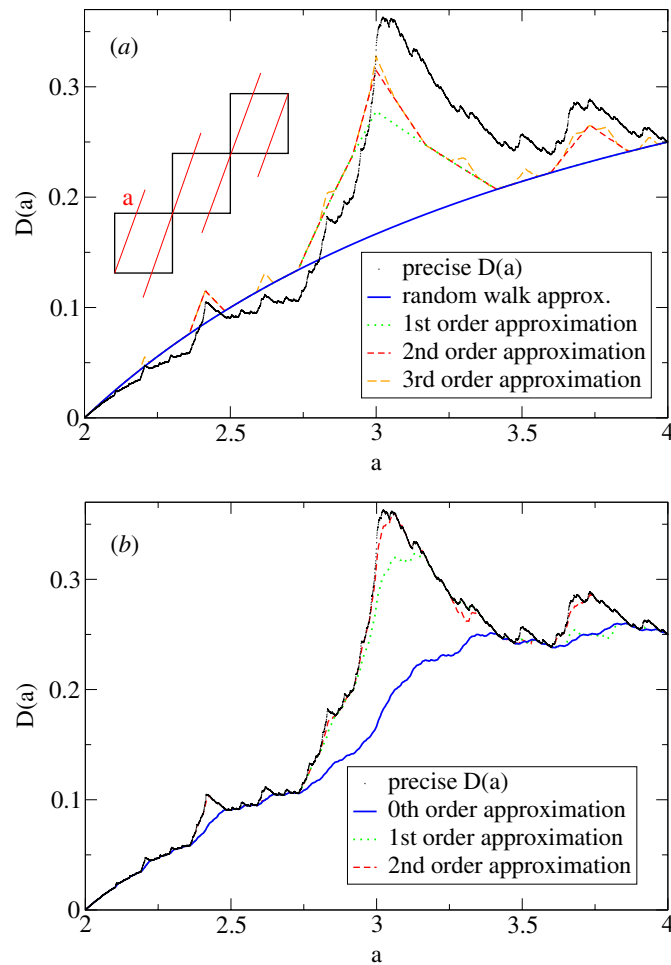 (a)
0.3
0.2
0.1
0
D(a)
a
precise D(a)
random walk approx.
1st order approximation
2nd order approximation
3rd order approximation
2
2.5
3
3.5
4
a
(b)
0.3
0.2
0.1
0
D(a)
precise D(a)
0th order approximation
1st order approximation
2nd order approximation
2
2.5
3
3.5
4
a